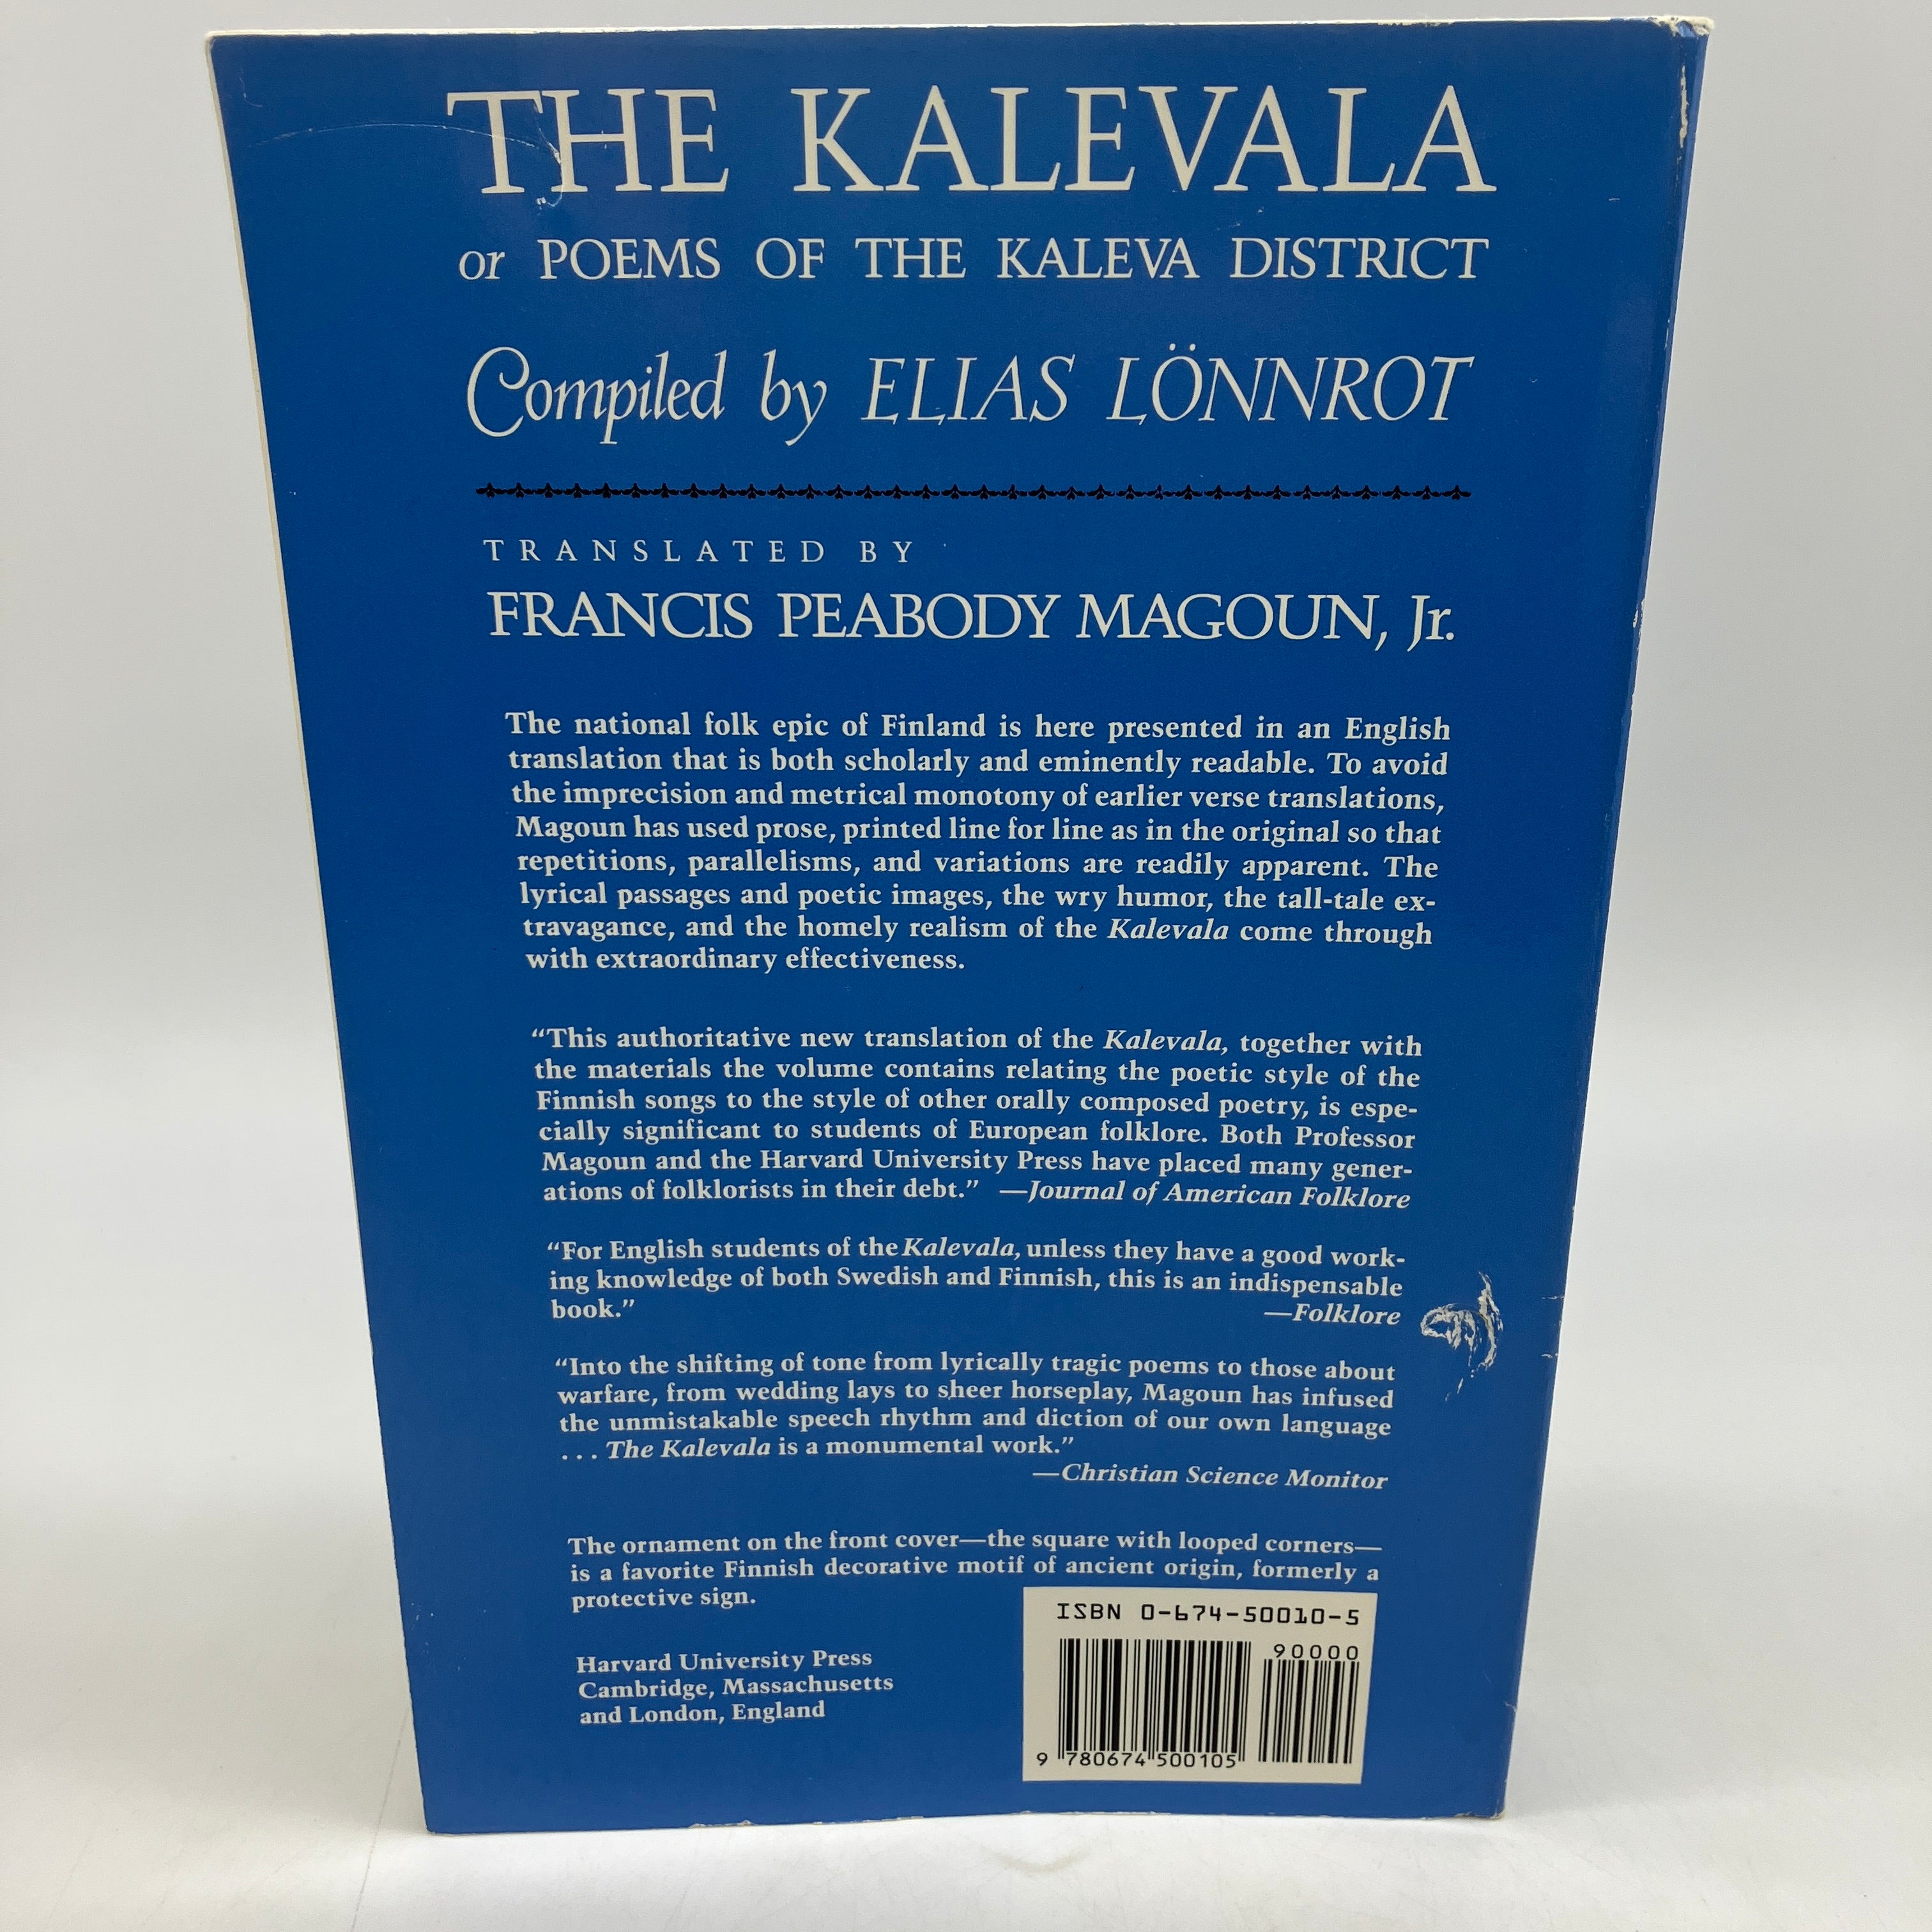 THE KALEVALA
or POEMS OF THE KALEVA DISTRICT
Compiled by ELIAS LÖNNROT
TRANSLATED BY
FRANCIS PEABODY MAGOUN, Jr.
The national folk epic of Finland is here presented in an English
translation that is both scholarly and eminently readable. To avoid
the imprecision and metrical monotony of earlier verse translations,
Magoun has used prose, printed line for line as in the original so that
repetitions, parallelisms, and variations are readily apparent. The
lyrical passages and poetic images, the wry humor, the tall-tale ex-
travagance, and the homely realism of the Kalevala come through
with extraordinary effectiveness.
“This authoritative new translation of the Kalevala, together with
the materials the volume contains relating the poetic style of the
Finnish songs to the style of other orally composed poetry, is espe-
cially significant to students of European folklore. Both Professor
Magoun and the Harvard University Press have placed many gener-
ations of folklorists in their debt.” —Journal of American Folklore
“For English students of the Kalevala, unless they have a good work-
ing knowledge of both Swedish and Finnish, this is an indispensable
book.” —Folklore
“Into the shifting of tone from lyrically tragic poems to those about
warfare, from wedding lays to sheer horseplay, Magoun has infused
the unmistakable speech rhythm and diction of our own language
. . . The Kalevala is a monumental work.”
—Christian Science Monitor
The ornament on the front cover—the square with looped corners—
is a favorite Finnish decorative motif of ancient origin, formerly a
protective sign.
Harvard University Press
Cambridge, Massachusetts
and London, England
ISBN 0-674-50010-5
90000
9 780674 500105